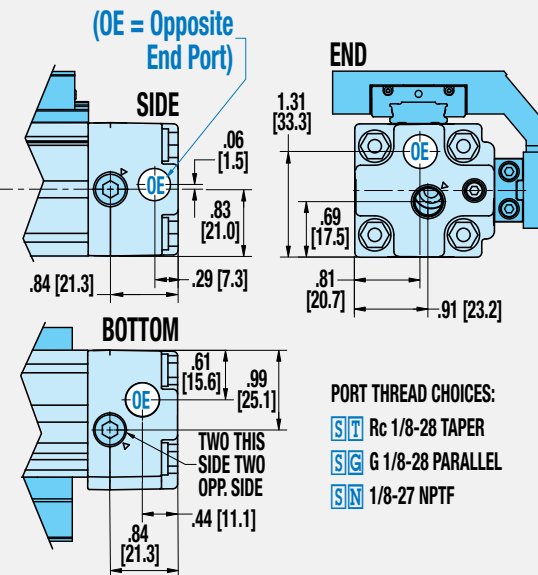 (OE = Opposite
End Port)
SIDE
.06
[1.5]
OE
.83
[21.0]
.84 [21.3]
.29 [7.3]
END
1.31
[33.3]
OE
.69
[17.5]
.81
[20.7]
.91 [23.2]
BOTTOM
.61
[15.6]
.99
[25.1]
OE
TWO THIS
SIDE TWO
OPP. SIDE
.44 [11.1]
.84
[21.3]
PORT THREAD CHOICES:
ST Rc 1/8-28 TAPER
SG G 1/8-28 PARALLEL
SN 1/8-27 NPTF